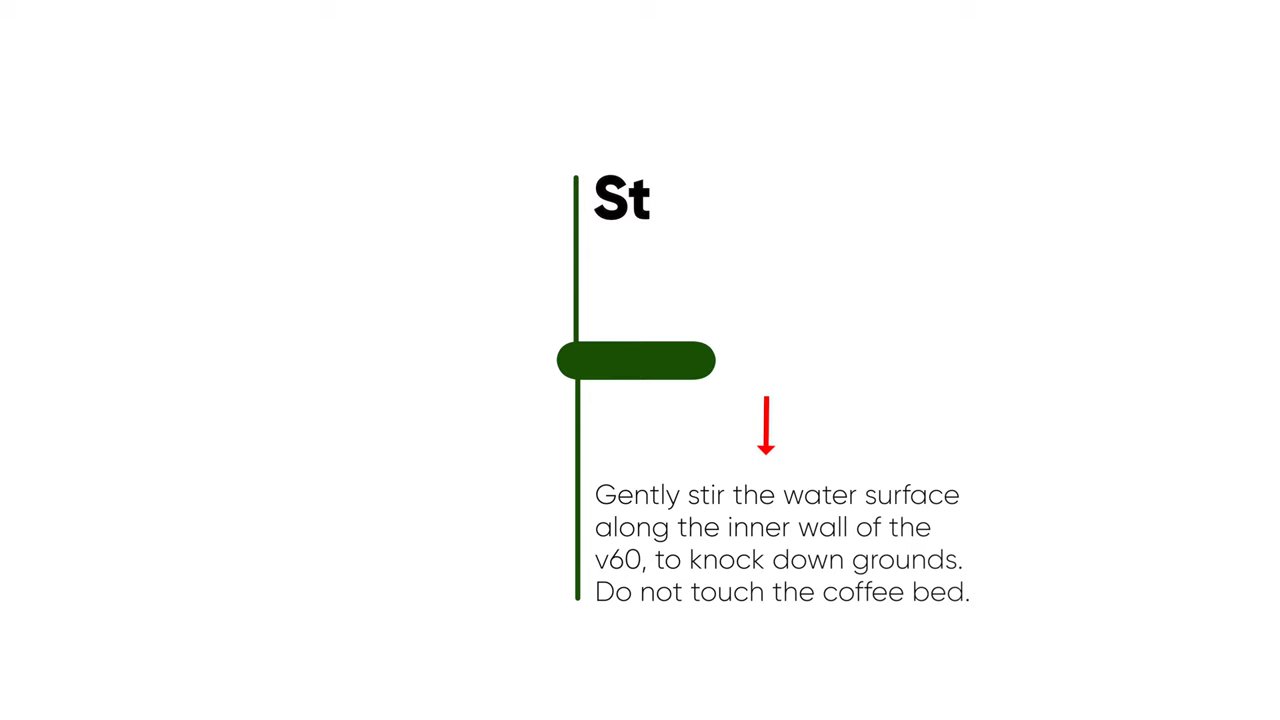 St
Gently stir the water surface
along the inner wall of the
v60, to knock down grounds.
Do not touch the coffee bed.